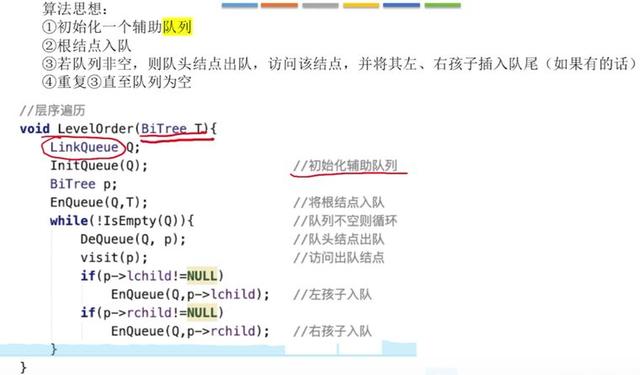 算法思想：
①初始化一个辅助队列
②根结点入队
③若队列非空，则队头结点出队，访问该结点，并将其左、右孩子插入队尾（如果有的话）
④重复③直至队列为空
//层序遍历
void LevelOrder(BiTree T){
LinkQueue Q;
InitQueue(Q); //初始化辅助队列
BiTree p;
EnQueue(Q,T); //将根结点入队
while(!IsEmpty(Q)){ //队列不空则循环
DeQueue(Q, p); //队头结点出队
visit(p); //访问出队结点
if(p->lchild!=NULL)
EnQueue(Q,p->lchild); //左孩子入队
if(p->rchild!=NULL)
EnQueue(Q,p->rchild); //右孩子入队
}
}